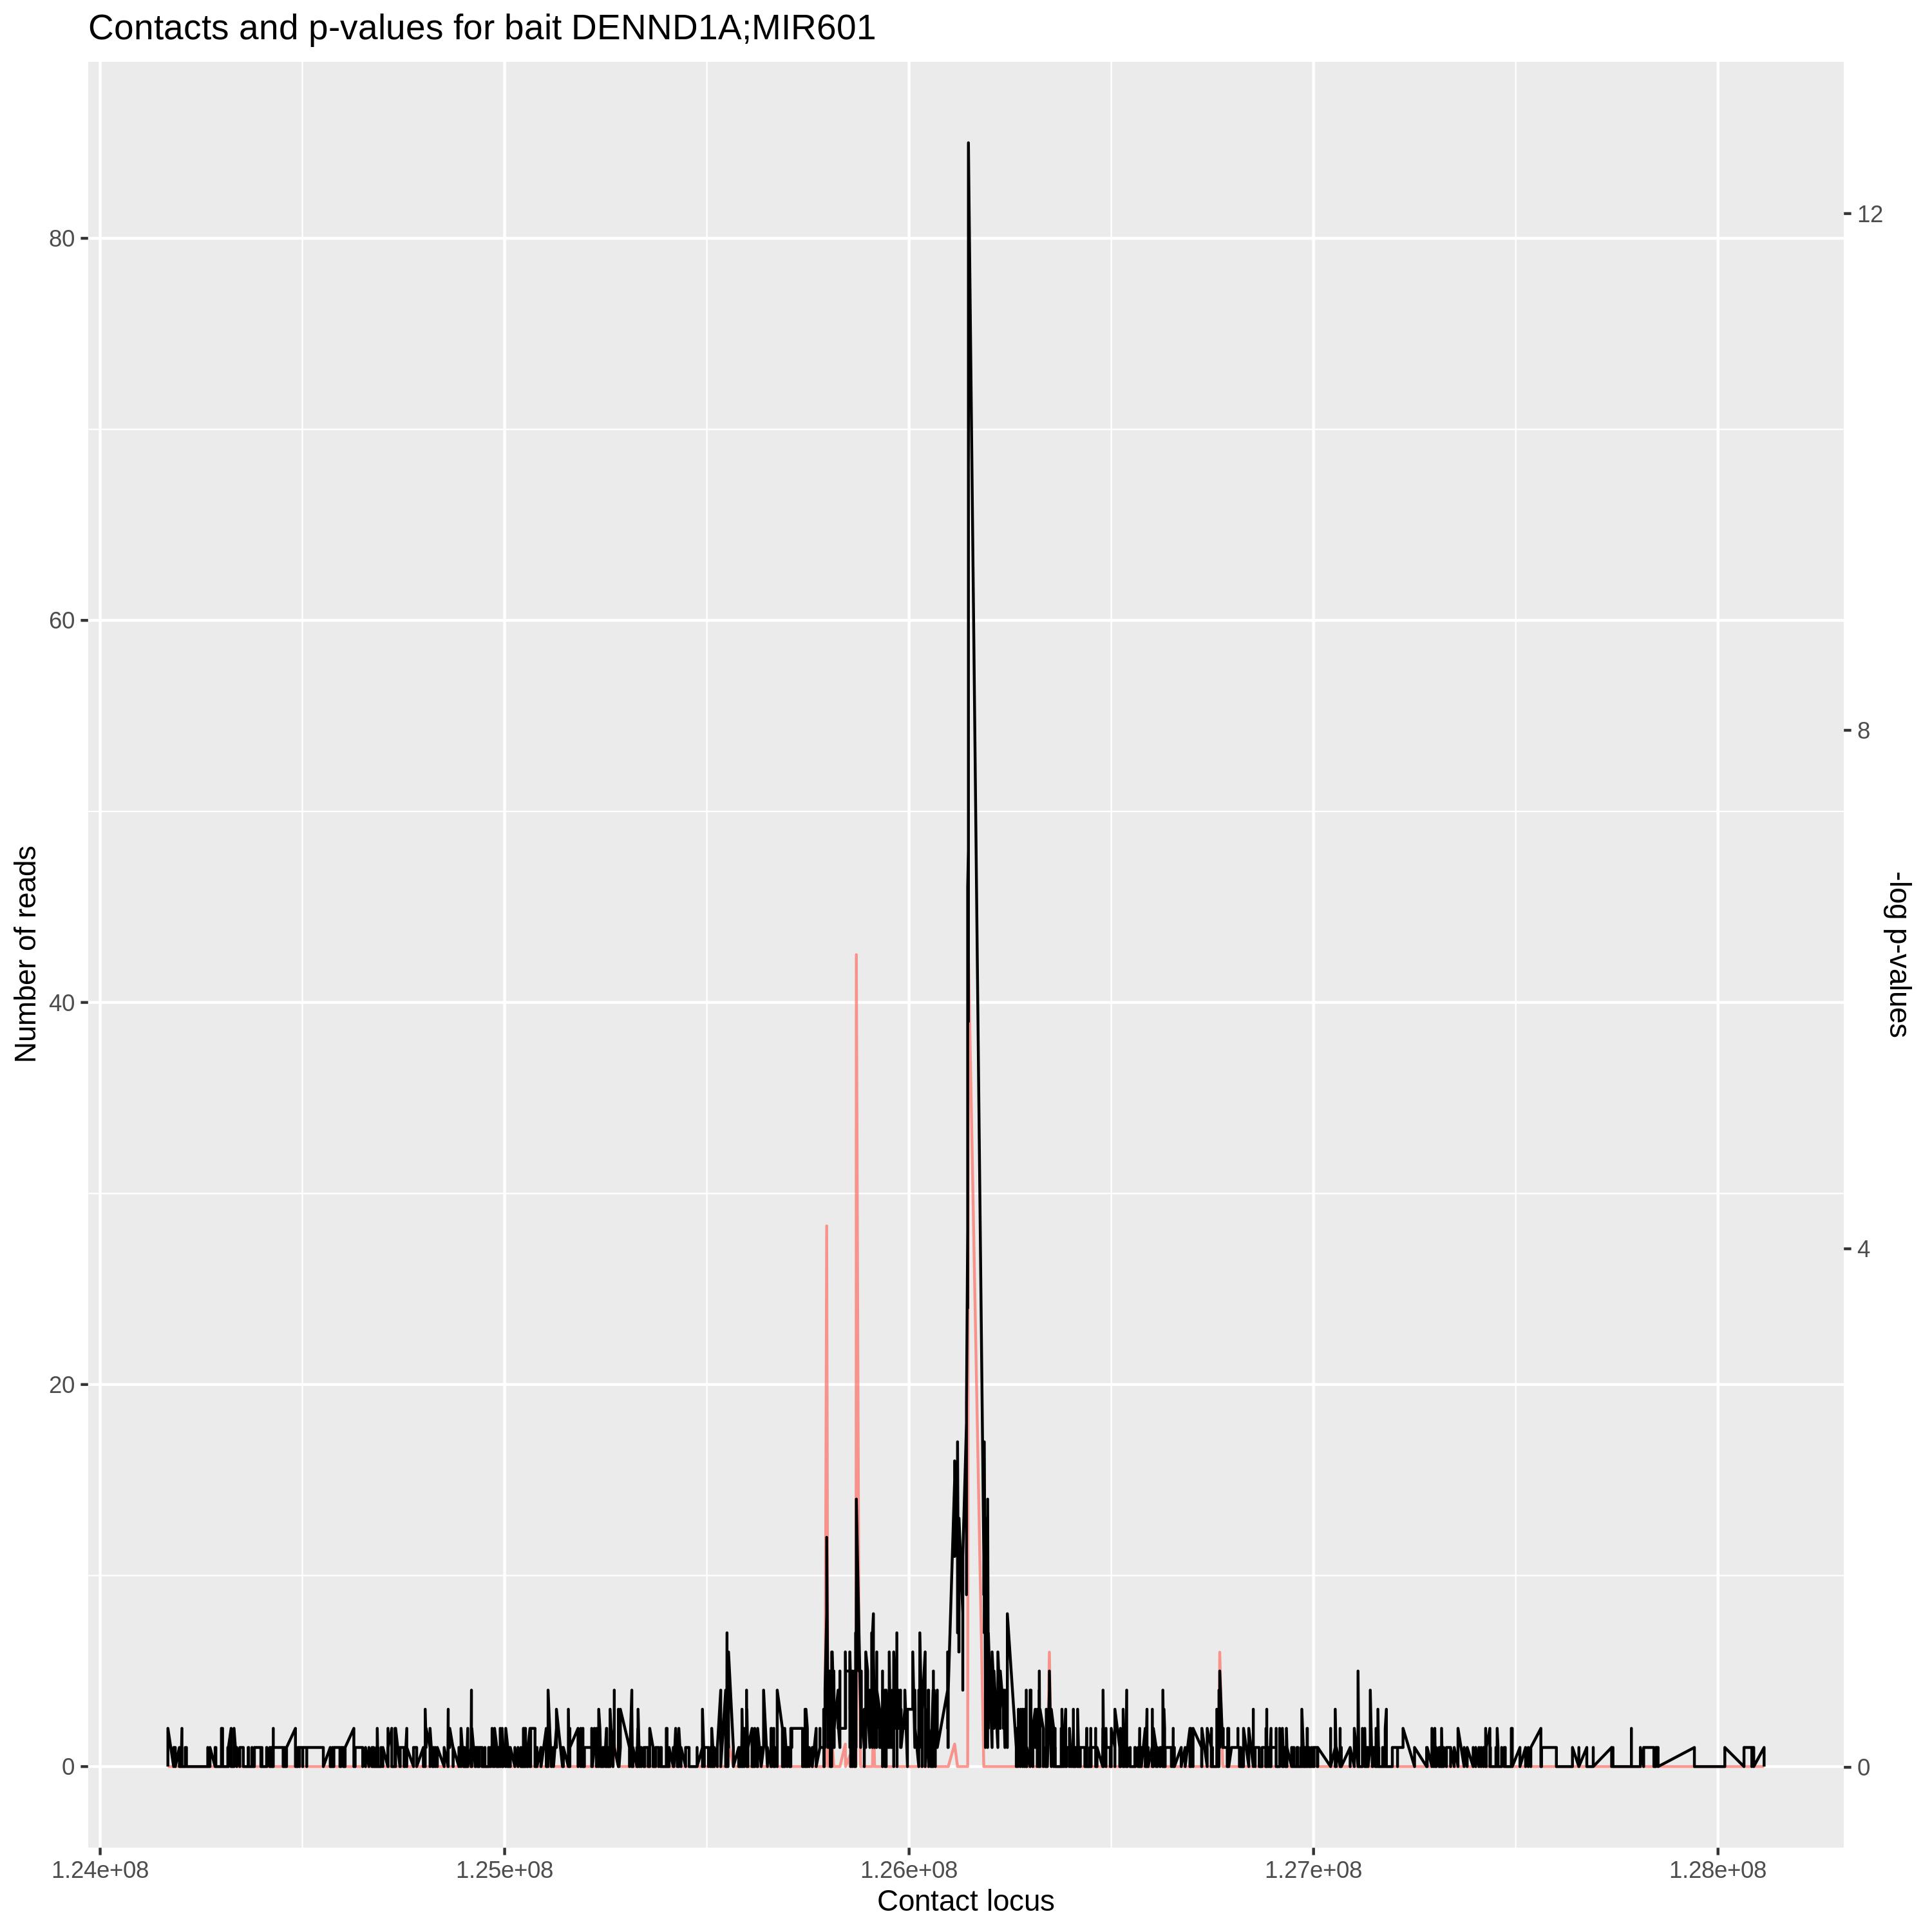 Contacts and p-values for bait DENND1A;MIR601
80
60
40
20
0
Number of reads
12
8
4
0
-log p-values
1.24e+08
1.25e+08
1.26e+08
1.27e+08
1.28e+08
Contact locus